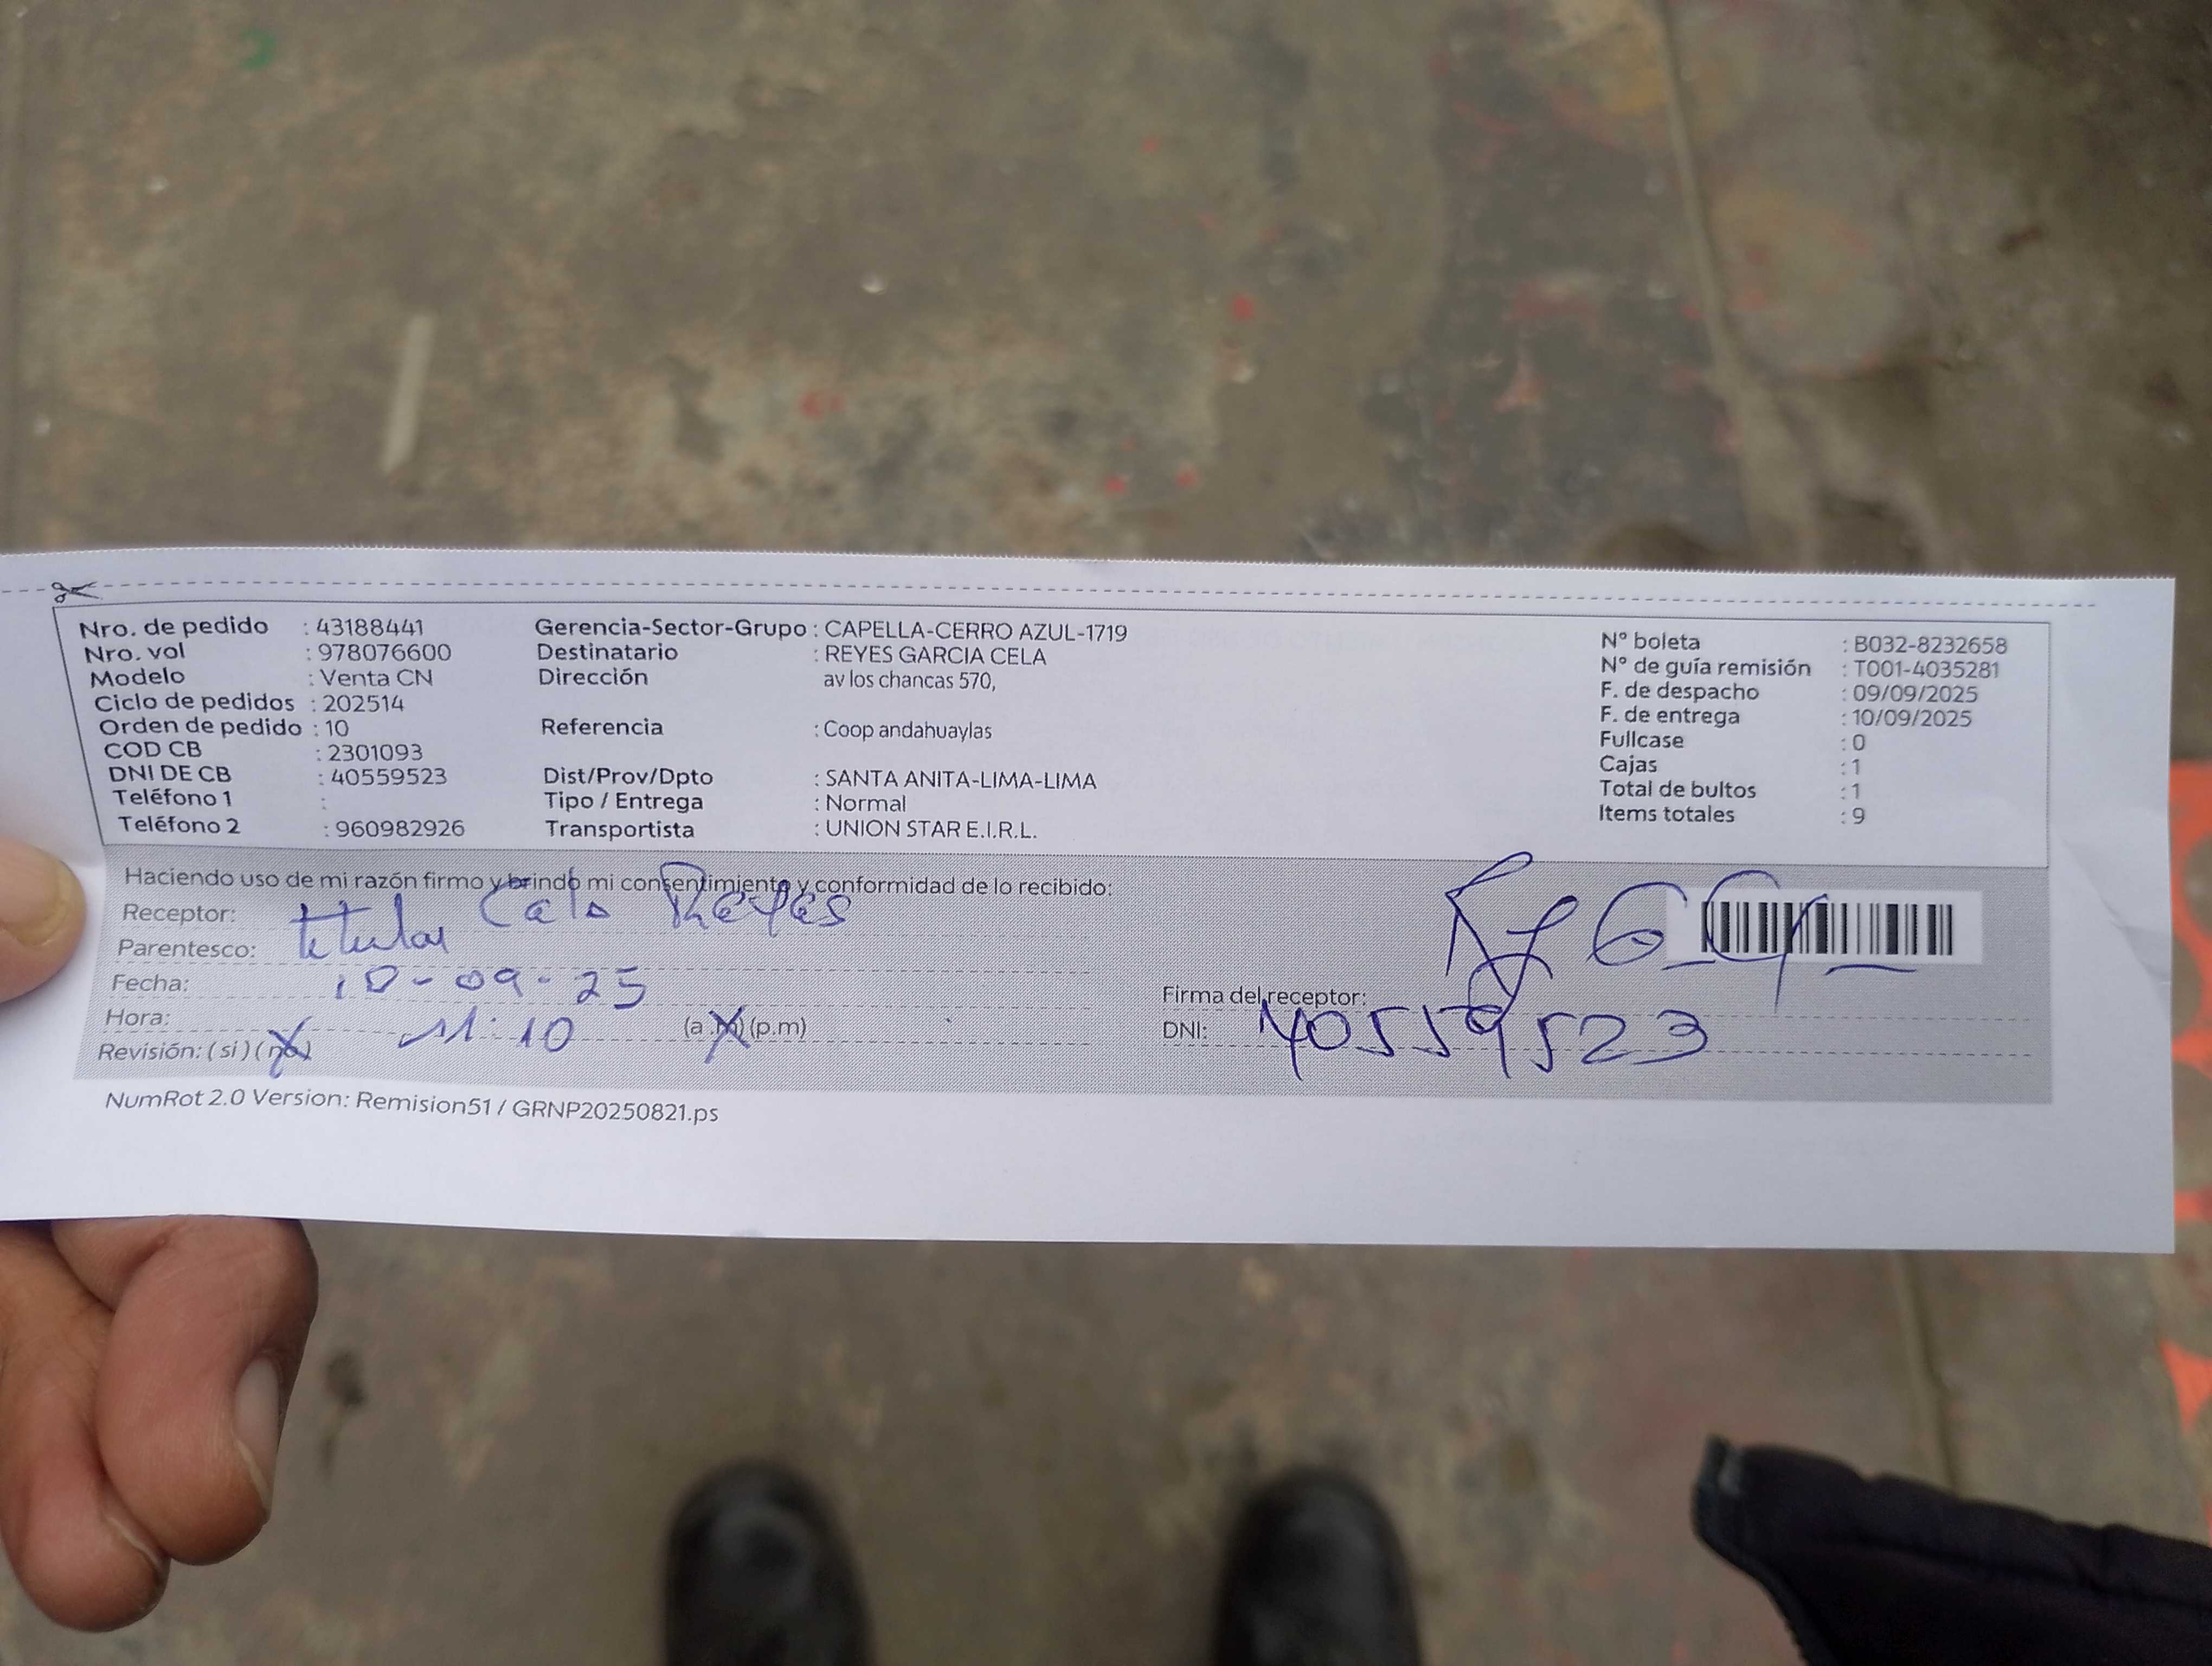 Nro. de pedido : 43188441
Nro. vol : 978076600
Modelo : Venta CN
Ciclo de pedidos : 202514
Orden de pedido : 10
COD CB : 2301093
DNI DE CB : 40559523
Teléfono 1 :
Teléfono 2 : 960982926
Gerencia-Sector-Grupo : CAPELLA-CERRO AZUL-1719
Destinatario : REYES GARCIA CELA
Dirección av los chancas 570,
Referencia : Coop andahuaylas
Dist/Prov/Dpto : SANTA ANITA-LIMA-LIMA
Tipo / Entrega : Normal
Transportista : UNION STAR E.I.R.L.
N° boleta : B032-8232658
N° de guía remisión : T001-4035281
F. de despacho : 09/09/2025
F. de entrega : 10/09/2025
Fullcase : 0
Cajas : 1
Total de bultos : 1
Items totales : 9
Haciendo uso de mi razón firmo y brindo mi consentimiento y conformidad de lo recibido:
Receptor: Cela Reyes
Parentesco: titular
Fecha: 10-09-25
Hora: 11:10 (a.m) (p.m)
Revisión: (si) (no)
Firma del receptor:
DNI: 40559523
NumRot 2.0 Version: Remision51 / GRNP20250821.ps